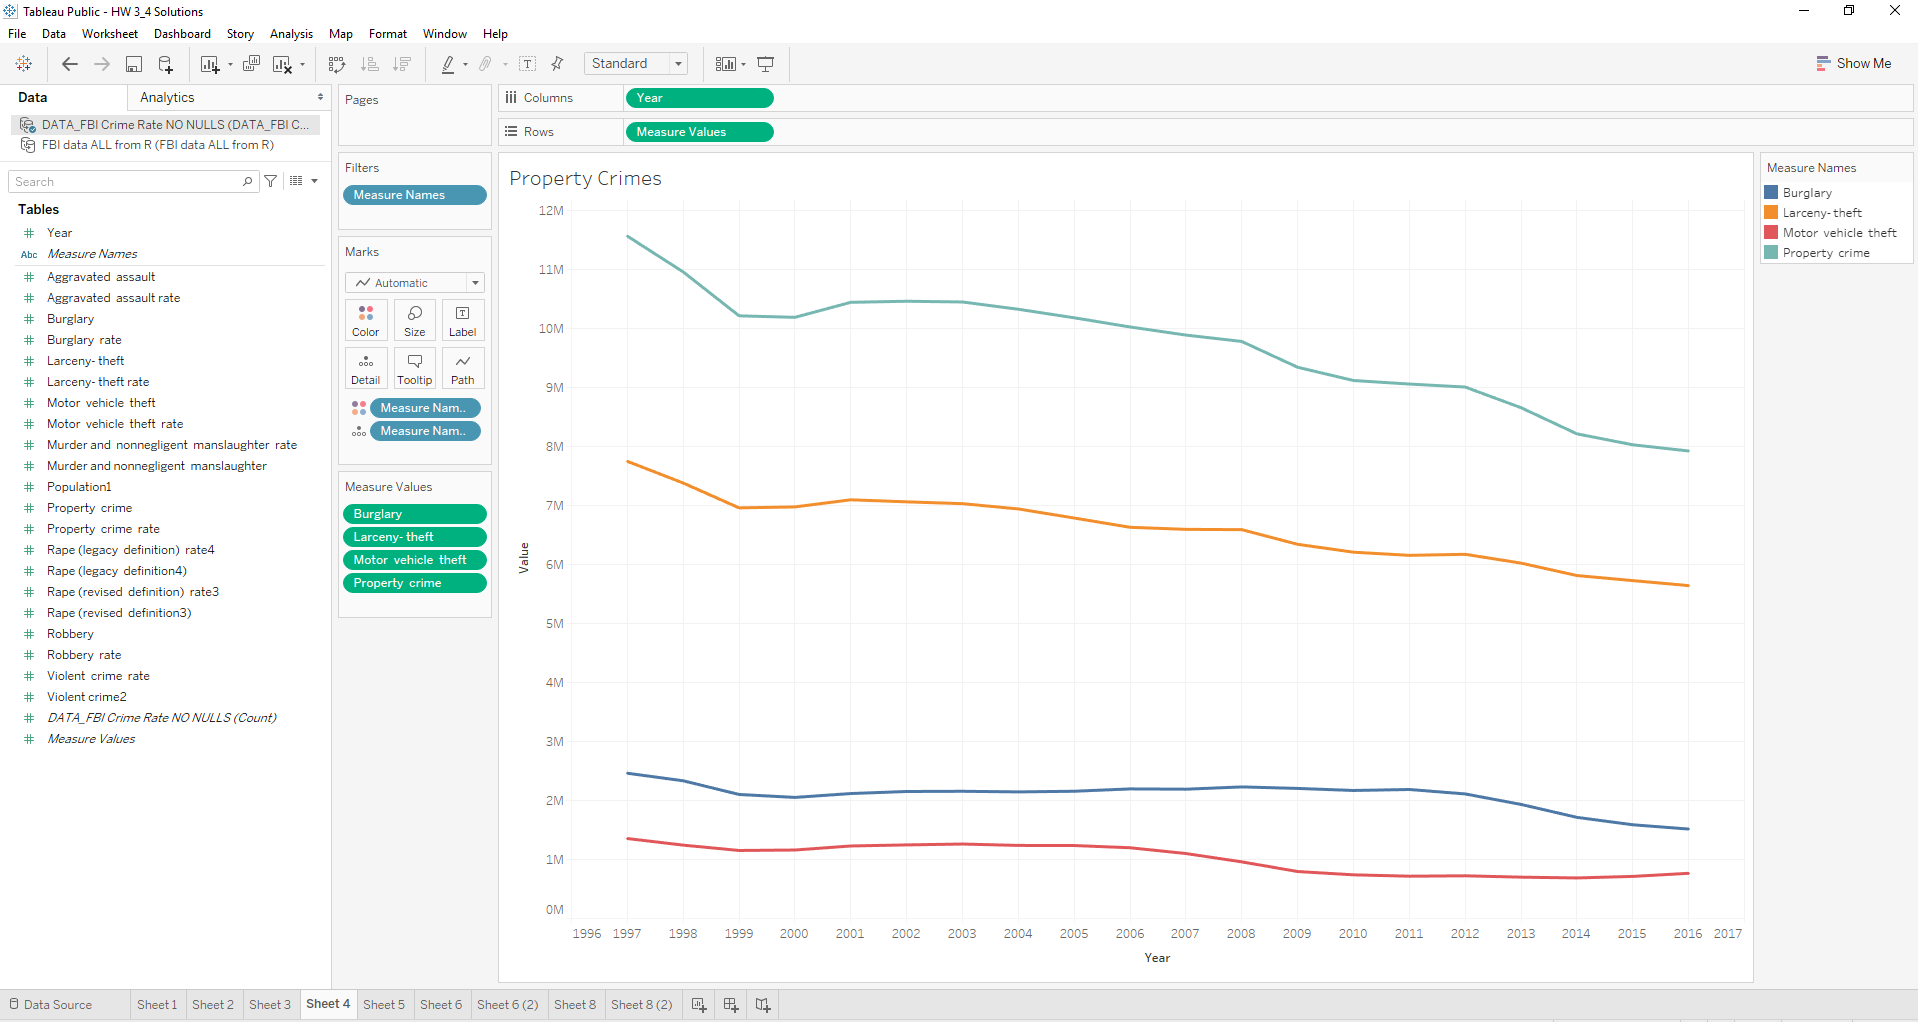 Tableau Public - HW 3_4 Solutions
File Data Worksheet Dashboard Story Analysis Map Format Window Help
Standard
Show Me
Data Analytics
DATA_FBI Crime Rate NO NULLS (DATA_FBI C...
FBI data ALL from R (FBI data ALL from R)
Search
Tables
Year
Abc Measure Names
Aggravated assault
Aggravated assault rate
Burglary
Burglary rate
Larceny- theft
Larceny- theft rate
Motor vehicle theft
Motor vehicle theft rate
Murder and nonnegligent manslaughter rate
Murder and nonnegligent manslaughter
Population1
Property crime
Property crime rate
Rape (legacy definition) rate4
Rape (legacy definition4)
Rape (revised definition) rate3
Rape (revised definition3)
Robbery
Robbery rate
Violent crime rate
Violent crime2
DATA_FBI Crime Rate NO NULLS (Count)
Measure Values
Pages
Filters
Measure Names
Marks
Automatic
Color Size Label
Detail Tooltip Path
Measure Nam..
Measure Nam..
Measure Values
Burglary
Larceny- theft
Motor vehicle theft
Property crime
Columns Year
Rows Measure Values
Property Crimes
12M
11M
10M
9M
8M
7M
6M
5M
4M
3M
2M
1M
0M
Value
1996 1997 1998 1999 2000 2001 2002 2003 2004 2005 2006 2007 2008 2009 2010 2011 2012 2013 2014 2015 2016 2017
Year
Measure Names
Burglary
Larceny- theft
Motor vehicle theft
Property crime
Data Source Sheet 1 Sheet 2 Sheet 3 Sheet 4 Sheet 5 Sheet 6 Sheet 6 (2) Sheet 8 Sheet 8 (2)